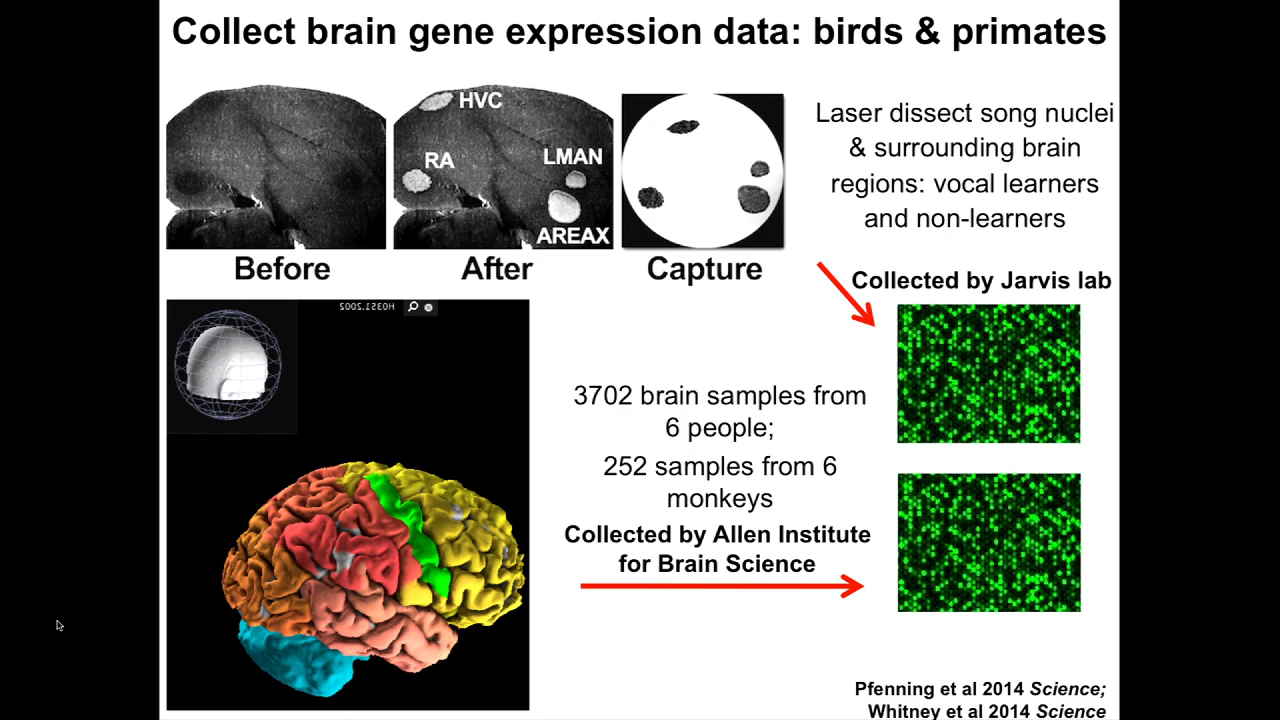 Collect brain gene expression data: birds & primates
HVC
RA
LMAN
AREAX
Before
After
Capture
Laser dissect song nuclei
& surrounding brain
regions: vocal learners
and non-learners
Collected by Jarvis lab
H0351.2002
3702 brain samples from
6 people;
252 samples from 6
monkeys
Collected by Allen Institute
for Brain Science
Pfenning et al 2014 Science;
Whitney et al 2014 Science